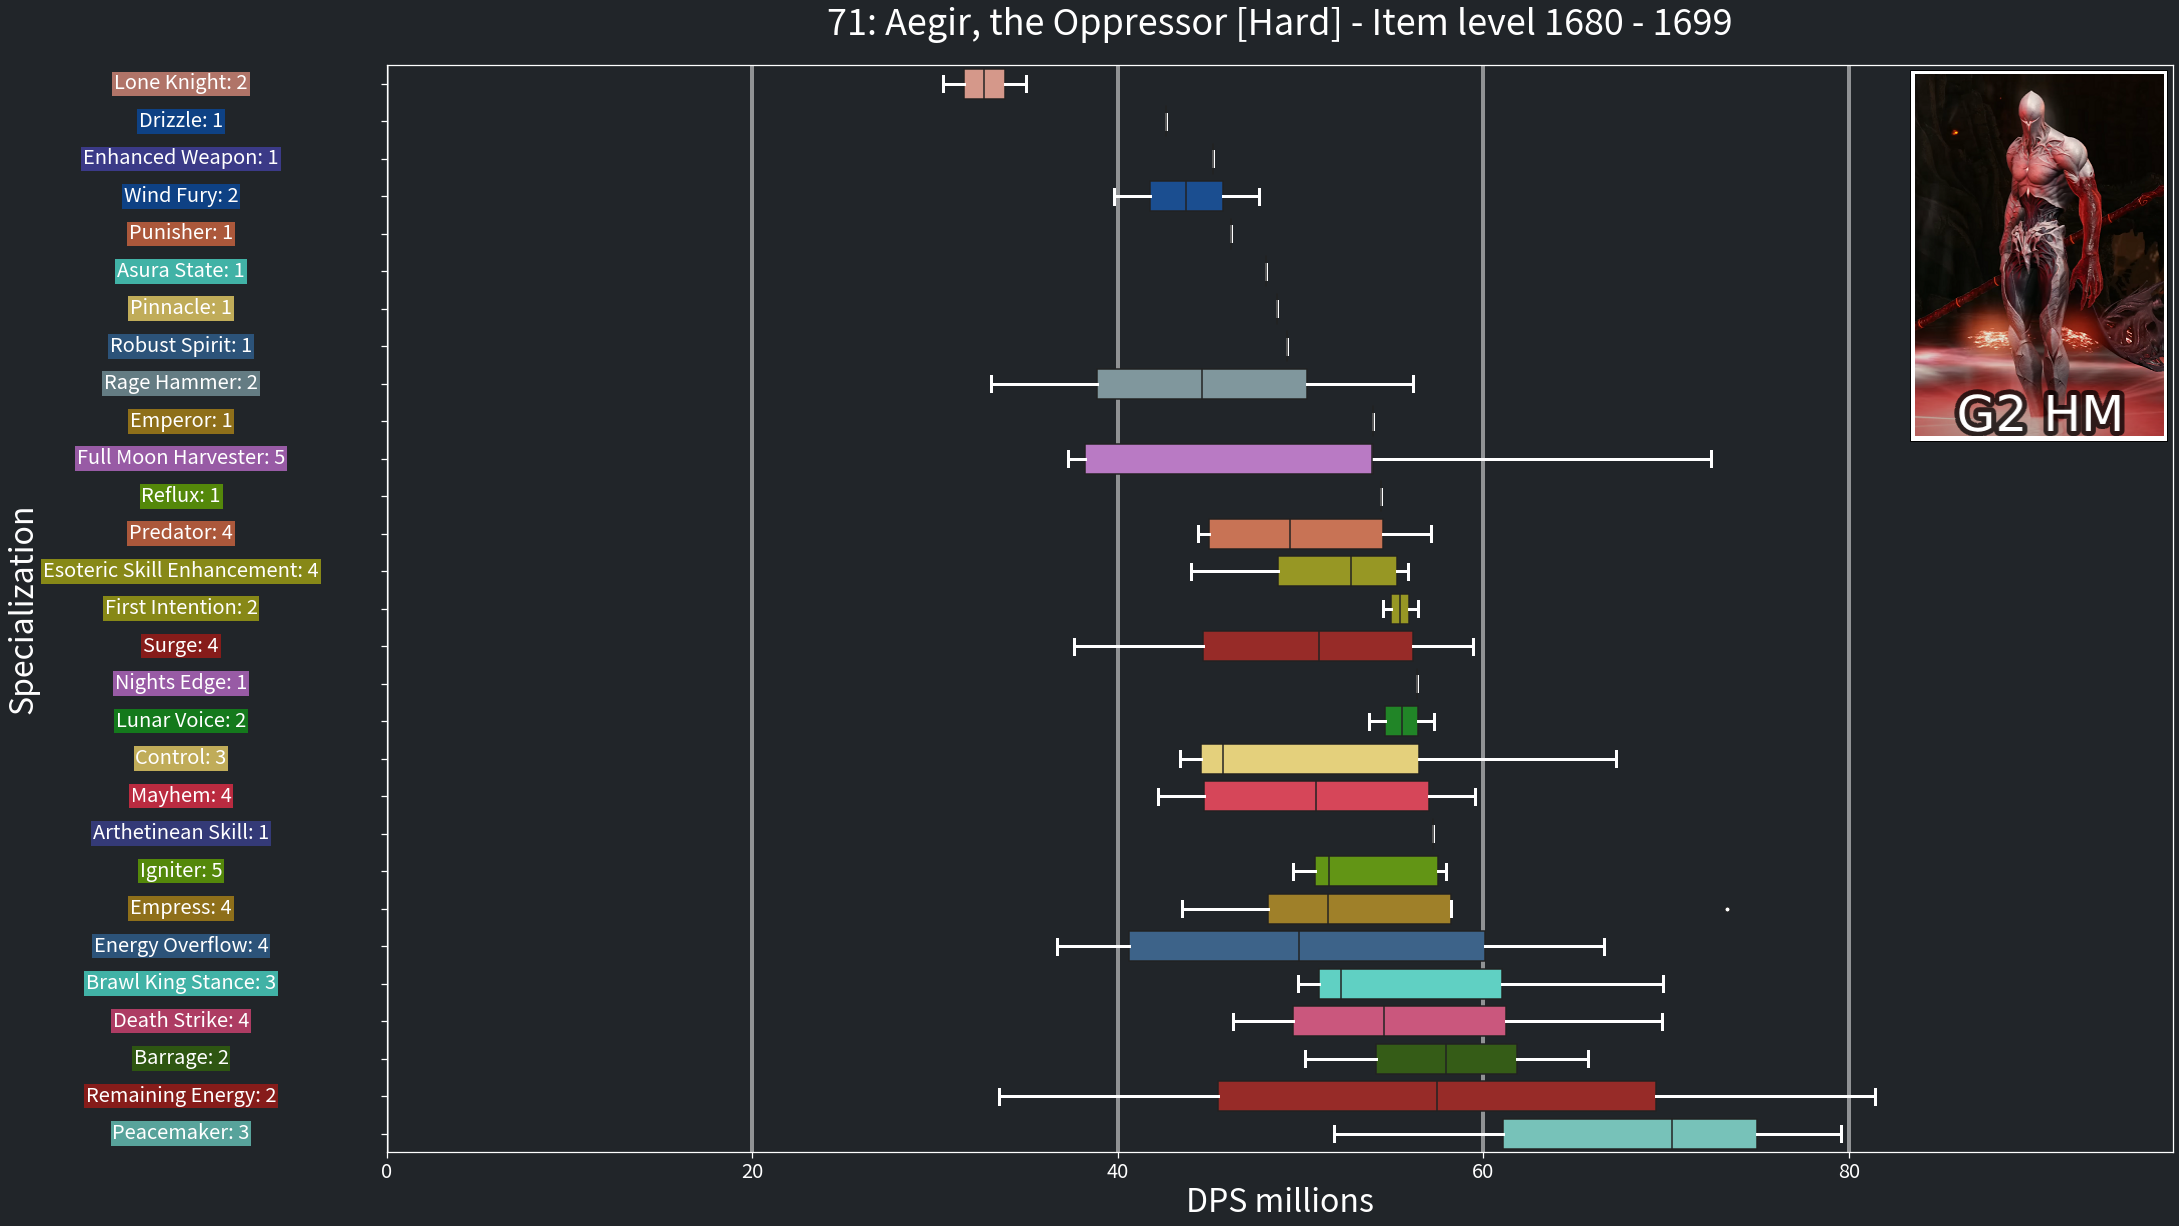 71: Aegir, the Oppressor [Hard] - Item level 1680 - 1699
Lone Knight: 2
Drizzle: 1
Enhanced Weapon: 1
Wind Fury: 2
Punisher: 1
Asura State: 1
Pinnacle: 1
Robust Spirit: 1
Rage Hammer: 2
Emperor: 1
Full Moon Harvester: 5
Reflux: 1
Predator: 4
Esoteric Skill Enhancement: 4
First Intention: 2
Surge: 4
Nights Edge: 1
Lunar Voice: 2
Control: 3
Mayhem: 4
Arthetinean Skill: 1
Igniter: 5
Empress: 4
Energy Overflow: 4
Brawl King Stance: 3
Death Strike: 4
Barrage: 2
Remaining Energy: 2
Peacemaker: 3
Specialization
G2 HM
0 20 40 60 80
DPS millions